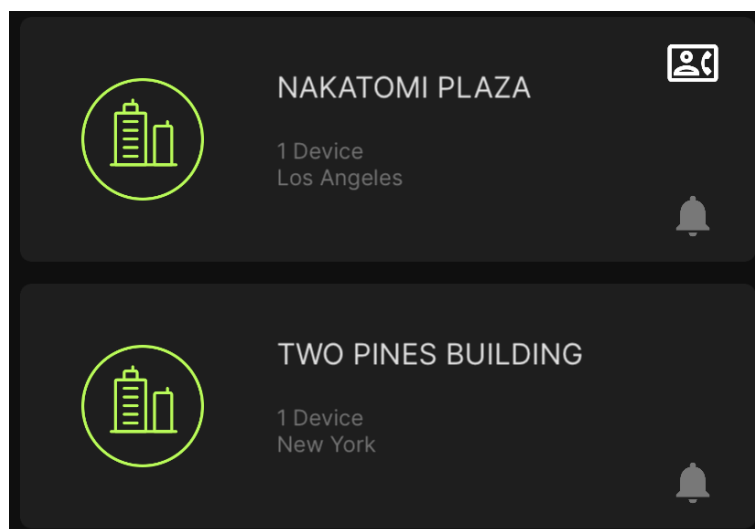 NAKATOMI PLAZA
1 Device
Los Angeles
TWO PINES BUILDING
1 Device
New York